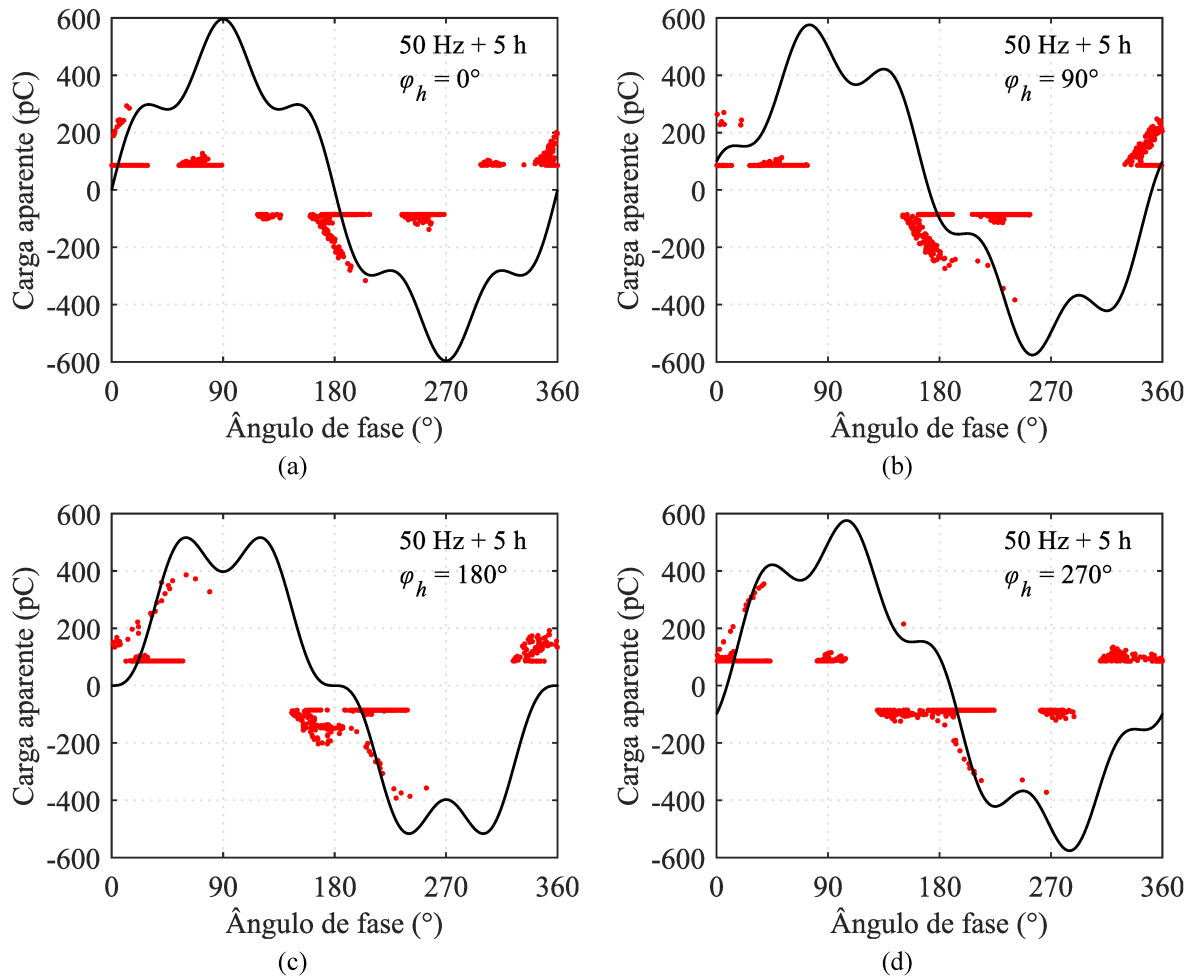 600
400
200
0
-200
-400
-600
Carga aparente (pC)
50 Hz + 5 h
φh = 0°
0 90 180 270 360
Ângulo de fase (°)
(a)
600
400
200
0
-200
-400
-600
Carga aparente (pC)
50 Hz + 5 h
φh = 90°
0 90 180 270 360
Ângulo de fase (°)
(b)
600
400
200
0
-200
-400
-600
Carga aparente (pC)
50 Hz + 5 h
φh = 180°
0 90 180 270 360
Ângulo de fase (°)
(c)
600
400
200
0
-200
-400
-600
Carga aparente (pC)
50 Hz + 5 h
φh = 270°
0 90 180 270 360
Ângulo de fase (°)
(d)